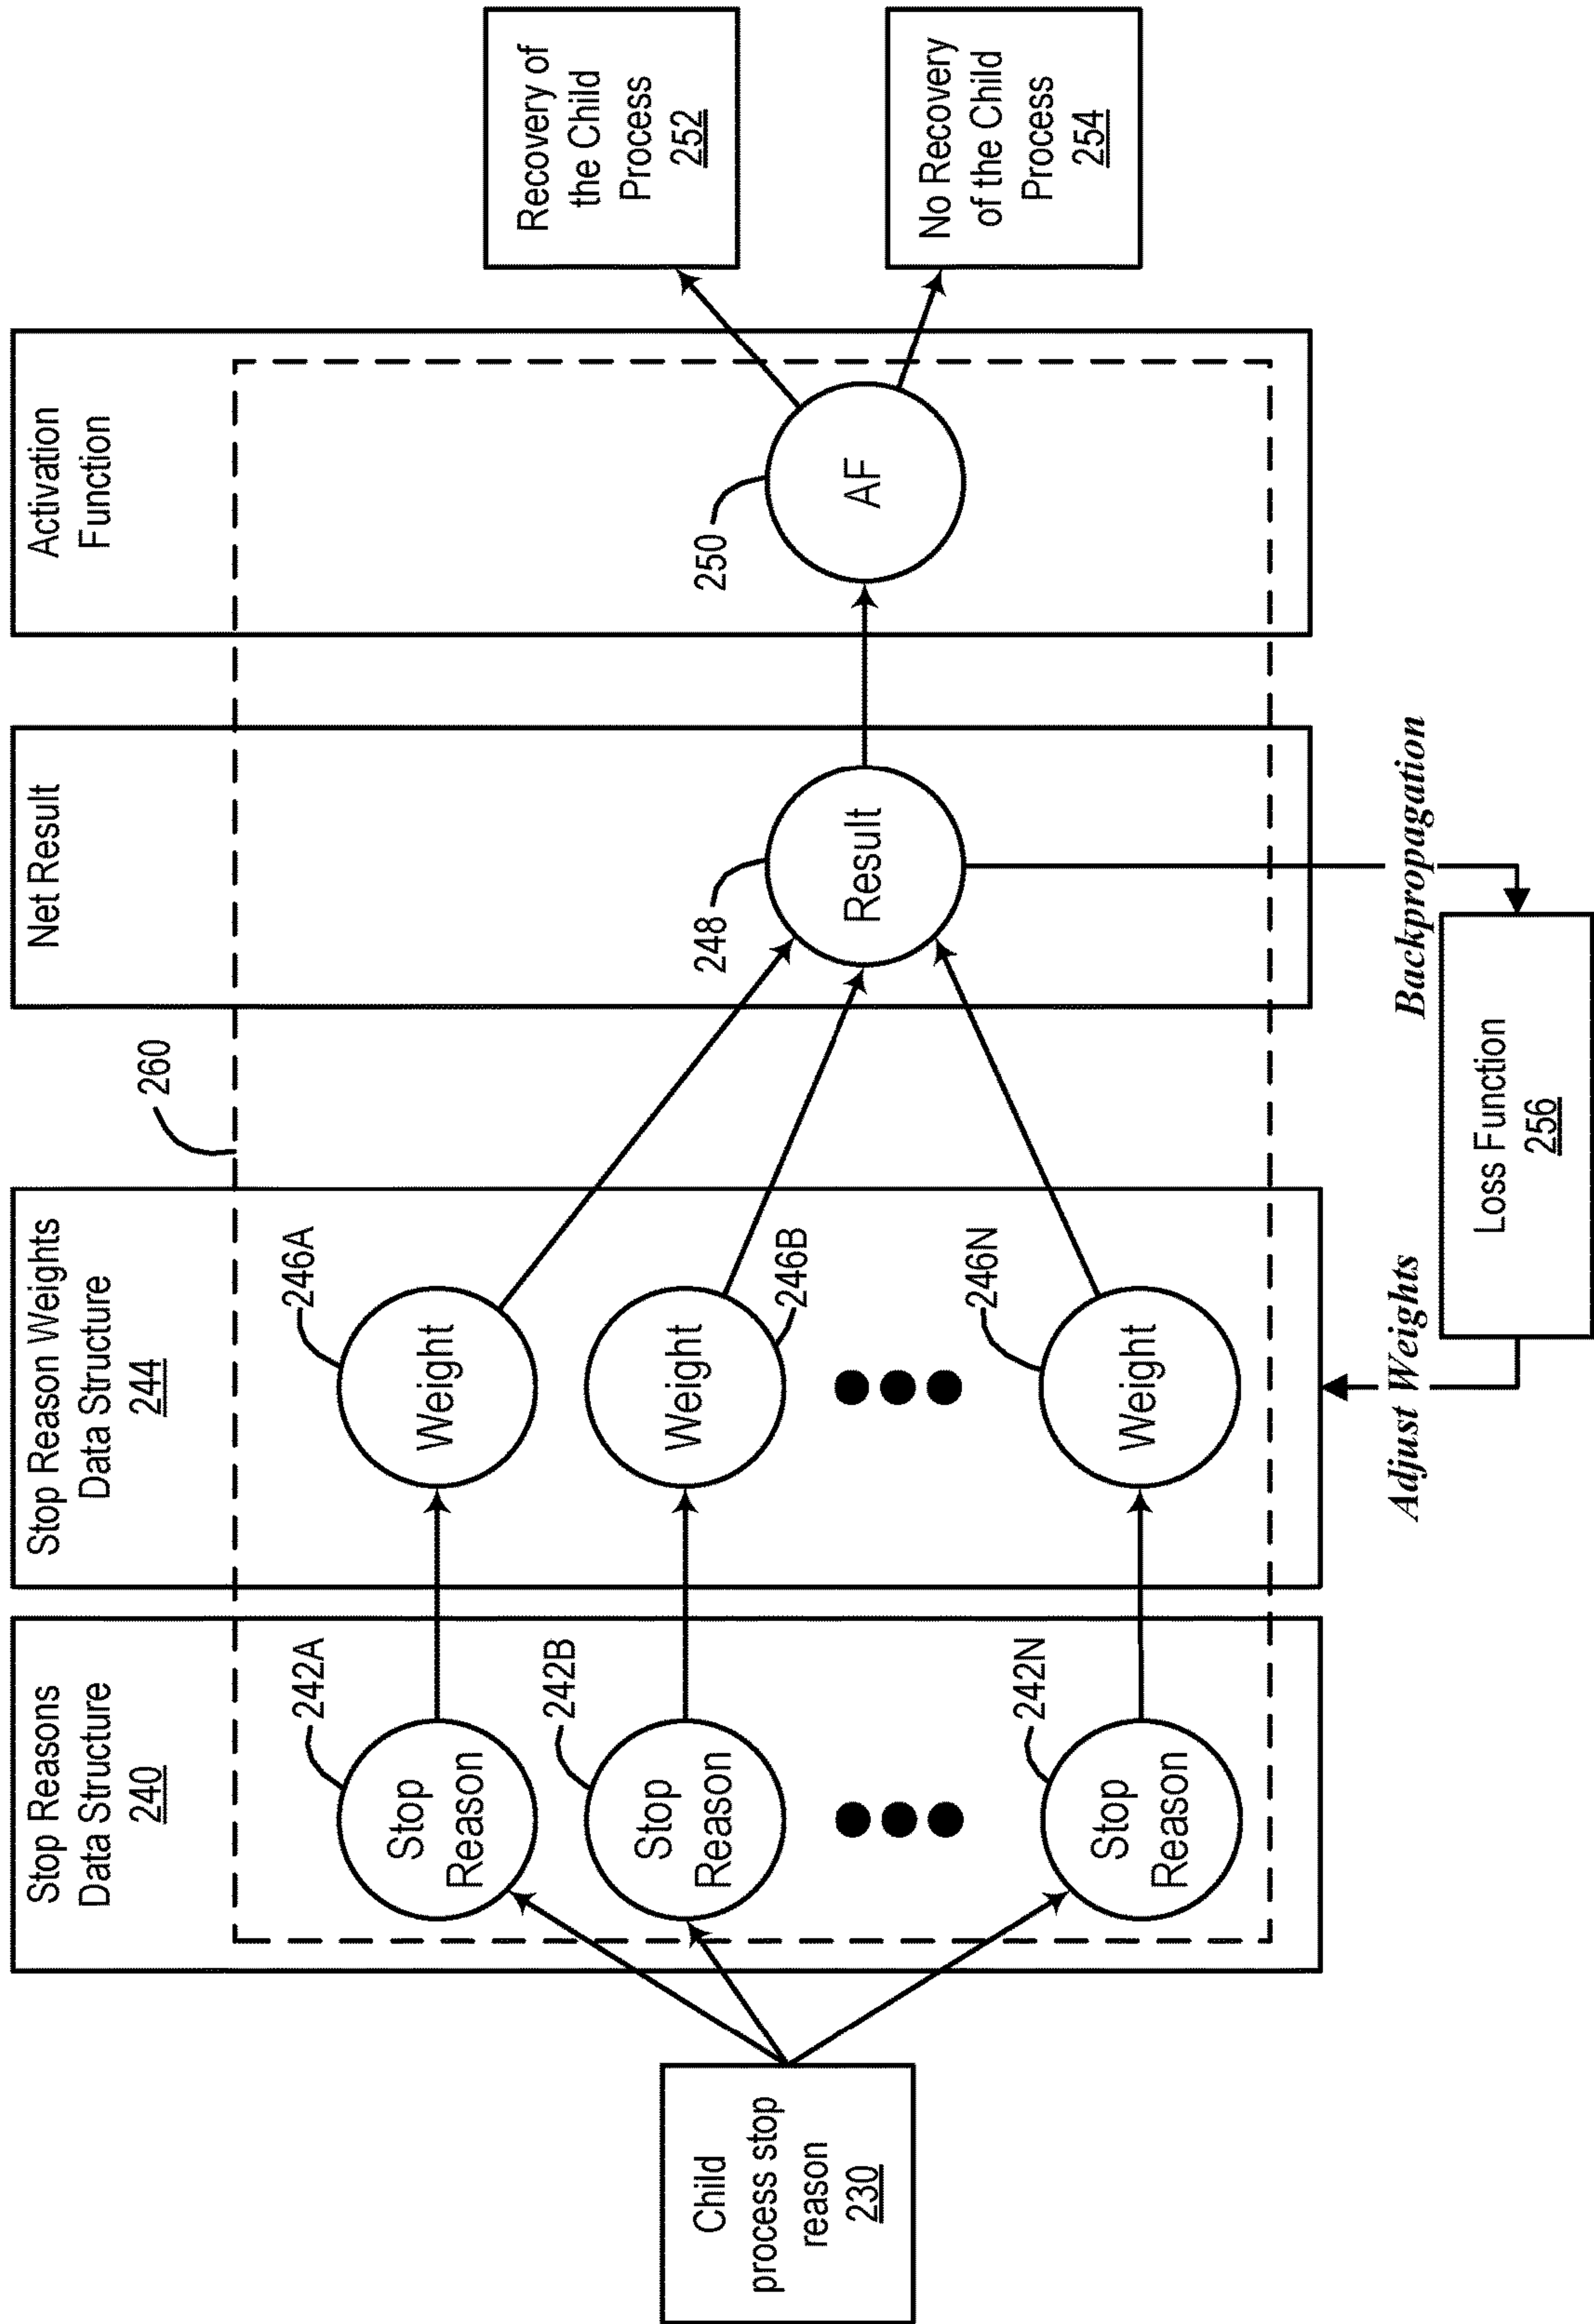 Stop Reasons
Data Structure
240
Stop Reason Weights
Data Structure
244
Net Result
Activation
Function
260
242A
Stop
Reason
246A
Weight
242B
Stop
Reason
Weight
246B
242N
Stop
Reason
246N
Weight
248
Result
250
AF
Child
process stop
reason
230
Recovery of
the Child
Process
252
No Recovery
of the Child
Process
254
Adjust Weights
Backpropagation
Loss Function
256